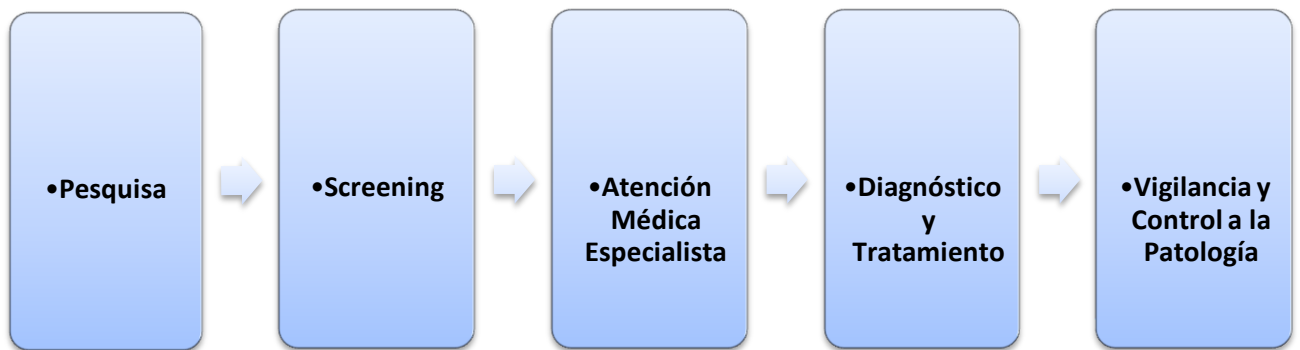 •Pesquisa
•Screening
•Atención
Médica
Especialista
•Diagnóstico
y
Tratamiento
•Vigilancia y
Control a la
Patología